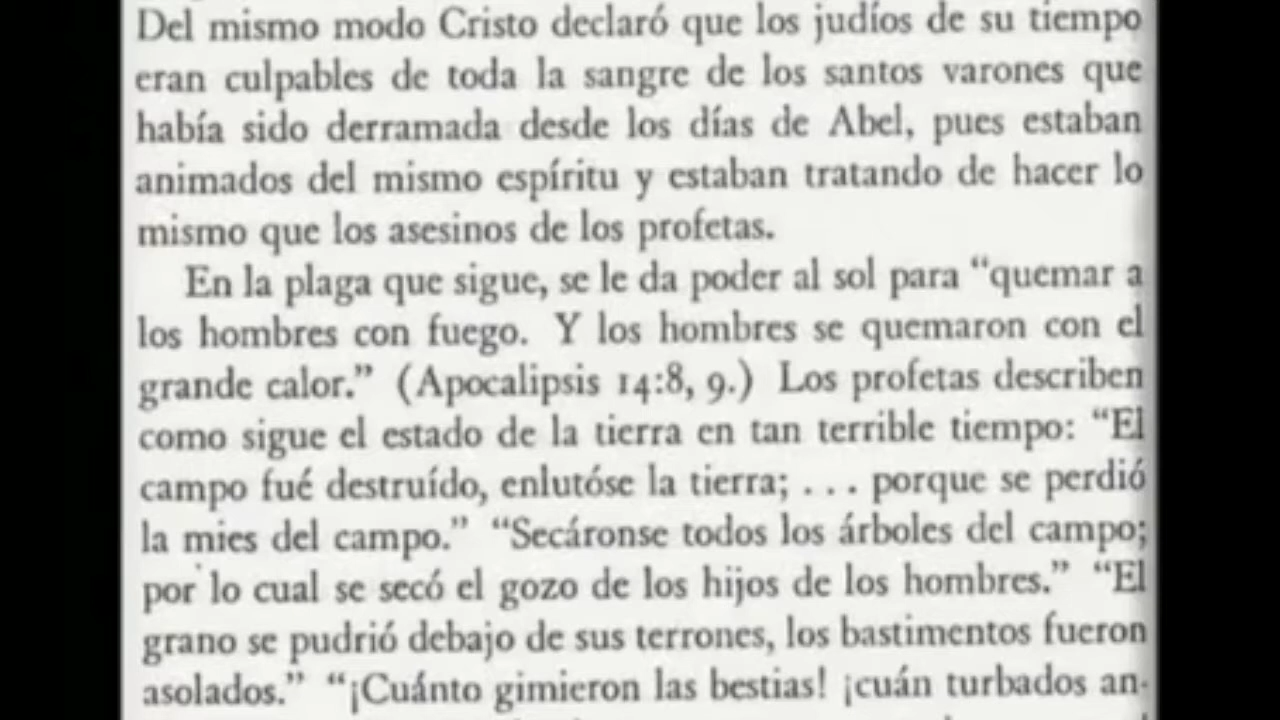 Del mismo modo Cristo declaró que los judíos de su tiempo
eran culpables de toda la sangre de los santos varones que
había sido derramada desde los días de Abel, pues estaban
animados del mismo espíritu y estaban tratando de hacer lo
mismo que los asesinos de los profetas.
En la plaga que sigue, se le da poder al sol para “quemar a
los hombres con fuego. Y los hombres se quemaron con el
grande calor.” (Apocalipsis 14:8, 9.) Los profetas describen
como sigue el estado de la tierra en tan terrible tiempo: “El
campo fué destruído, enlutóse la tierra; . . . porque se perdió
la mies del campo.” “Secáronse todos los árboles del campo;
por lo cual se secó el gozo de los hijos de los hombres.” “El
grano se pudrió debajo de sus terrones, los bastimentos fueron
asolados.” “¡Cuánto gimieron las bestias! ¡cuán turbados an-